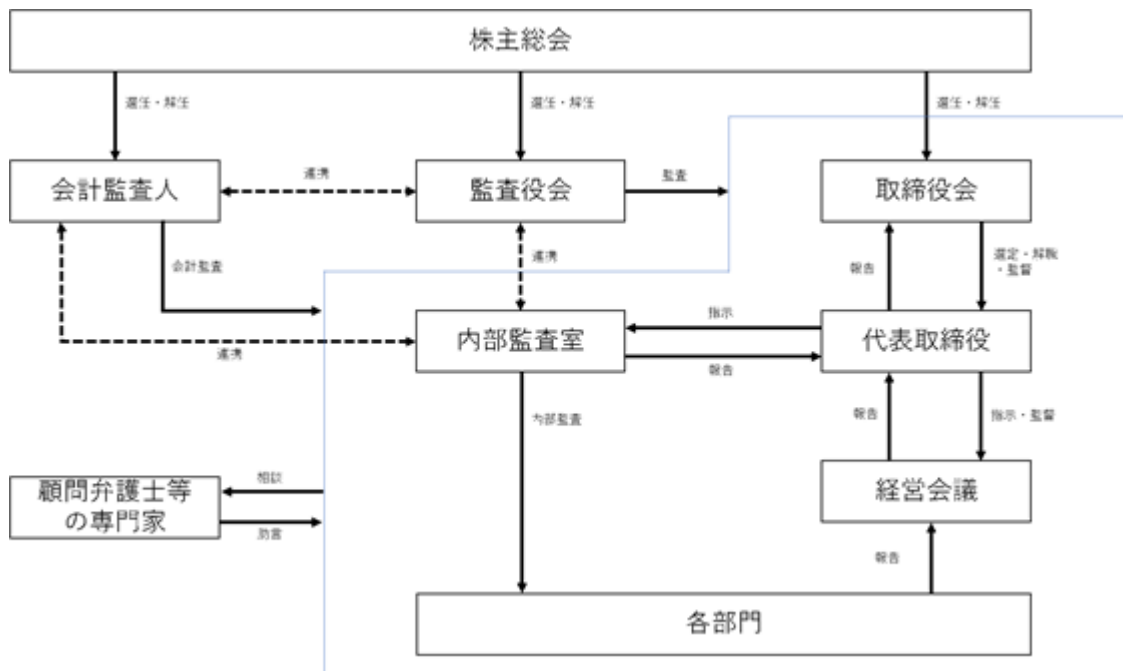 株主総会
選任・解任
選任・解任
選任・解任
会計監査人
連携
監査役会
監査
取締役会
会計監査
連携
報告
選定・解職
・監督
連携
内部監査室
指示
報告
代表取締役
内部監査
報告
指示・監督
顧問弁護士等
の専門家
相談
助言
経営会議
報告
各部門